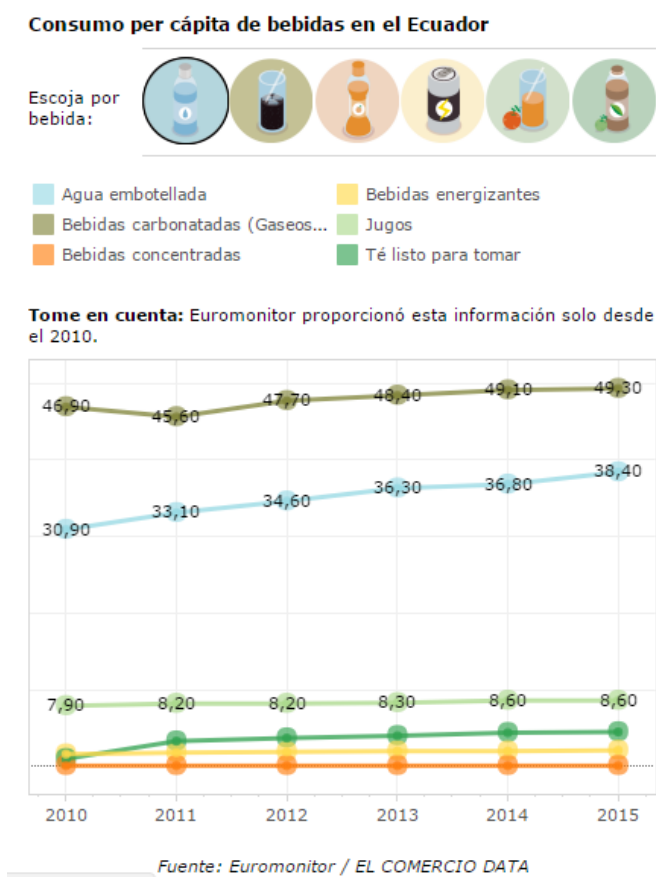 Consumo per cápita de bebidas en el Ecuador
Escoja por
bebida:
Agua embotellada
Bebidas energizantes
Bebidas carbonatadas (Gaseos...
Jugos
Bebidas concentradas
Té listo para tomar
Tome en cuenta: Euromonitor proporcionó esta información solo desde
el 2010.
46,90 45,60 47,70 48,40 49,10 49,30
30,90 33,10 34,60 36,30 36,80 38,40
7,90 8,20 8,20 8,30 8,60 8,60
2010 2011 2012 2013 2014 2015
Fuente: Euromonitor / EL COMERCIO DATA